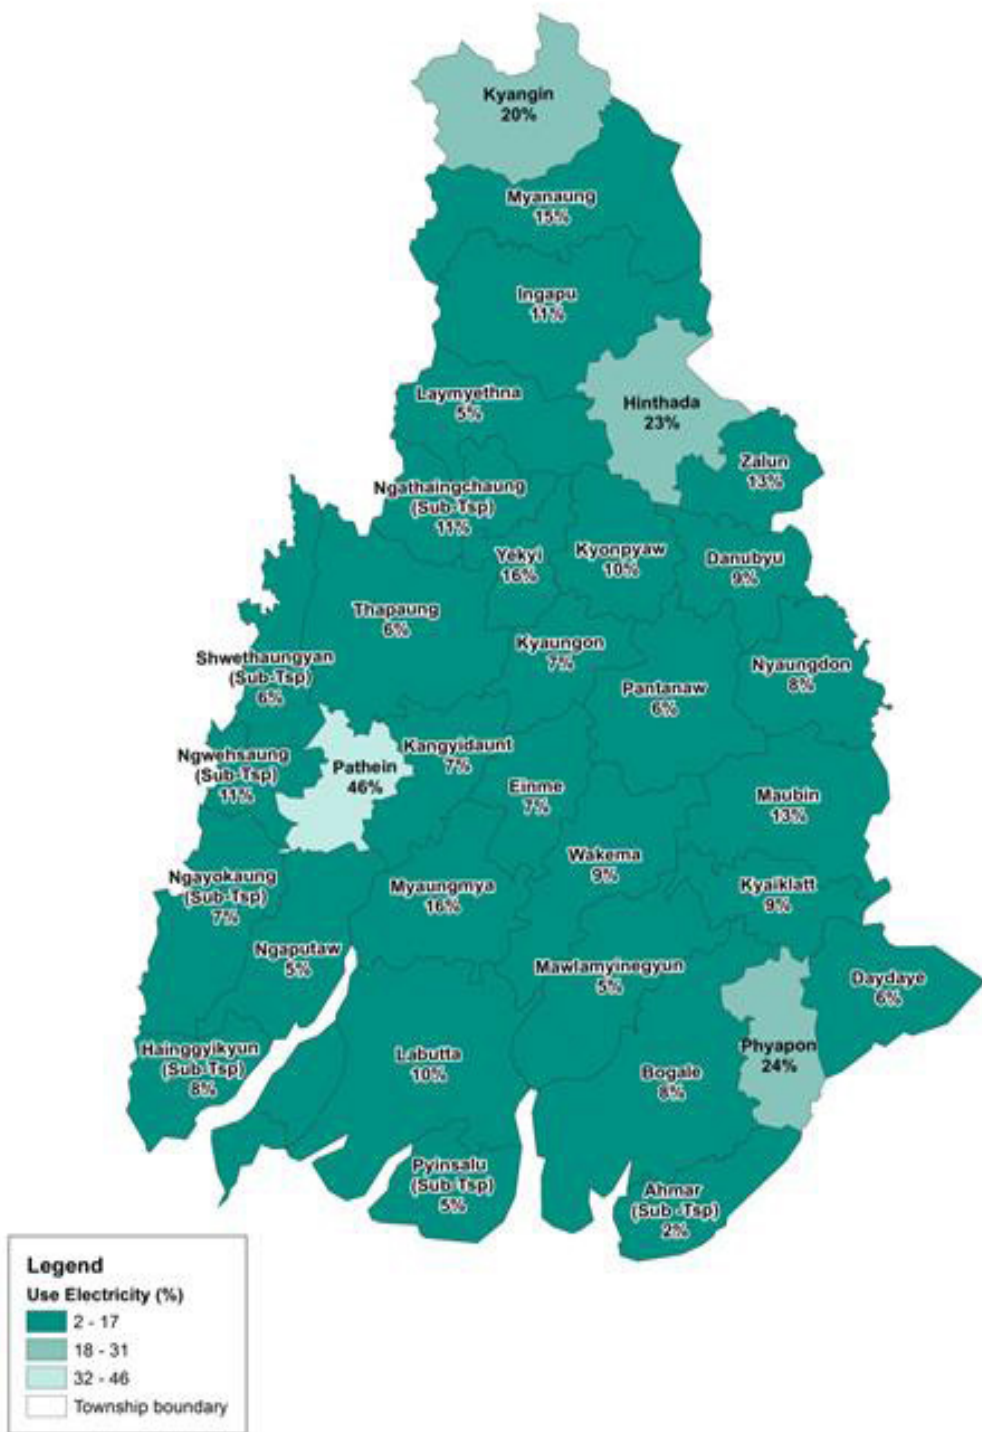 Kyangin
20%
Myanaung
15%
Ingapu
11%
Laymyethna
5%
Hinthada
23%
Zalun
13%
Ngathaingchaung
(Sub-Tsp)
11%
Yekyi
16%
Kyonpyaw
10%
Danubyu
9%
Thapaung
6%
Kyaungon
7%
Shwethaungyan
(Sub-Tsp)
6%
Pantanaw
6%
Nyaungdon
8%
Ngwehsaung
(Sub-Tsp)
11%
Pathein
46%
Kangyidaunt
7%
Einme
7%
Maubin
13%
Wakema
9%
Ngayokaung
(Sub-Tsp)
7%
Myaungmya
16%
Kyaiklatt
9%
Ngaputaw
5%
Mawlamyinegyun
5%
Daydaye
6%
Hainggyikyun
(Sub-Tsp)
8%
Labutta
10%
Bogale
8%
Phyapon
24%
Pyinsalu
(Sub-Tsp)
5%
Ahmar
(Sub -Tsp)
2%
Legend
Use Electricity (%)
2 - 17
18 - 31
32 - 46
Township boundary